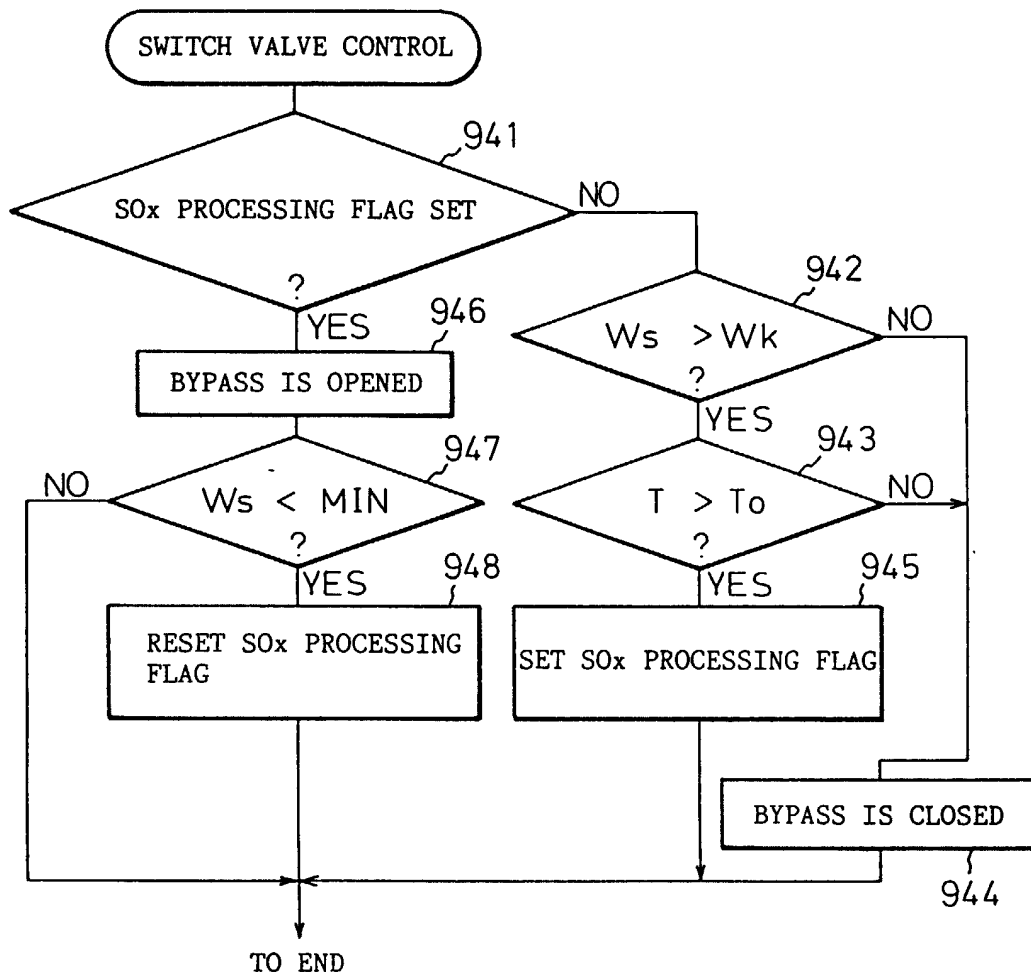 SWITCH VALVE CONTROL
941
SOx PROCESSING FLAG SET
?
NO
YES
942
Ws > Wk
?
NO
YES
946
BYPASS IS OPENED
947
Ws < MIN
?
NO
YES
943
T > To
?
NO
YES
948
RESET SOx PROCESSING
FLAG
945
SET SOx PROCESSING FLAG
BYPASS IS CLOSED
944
TO END